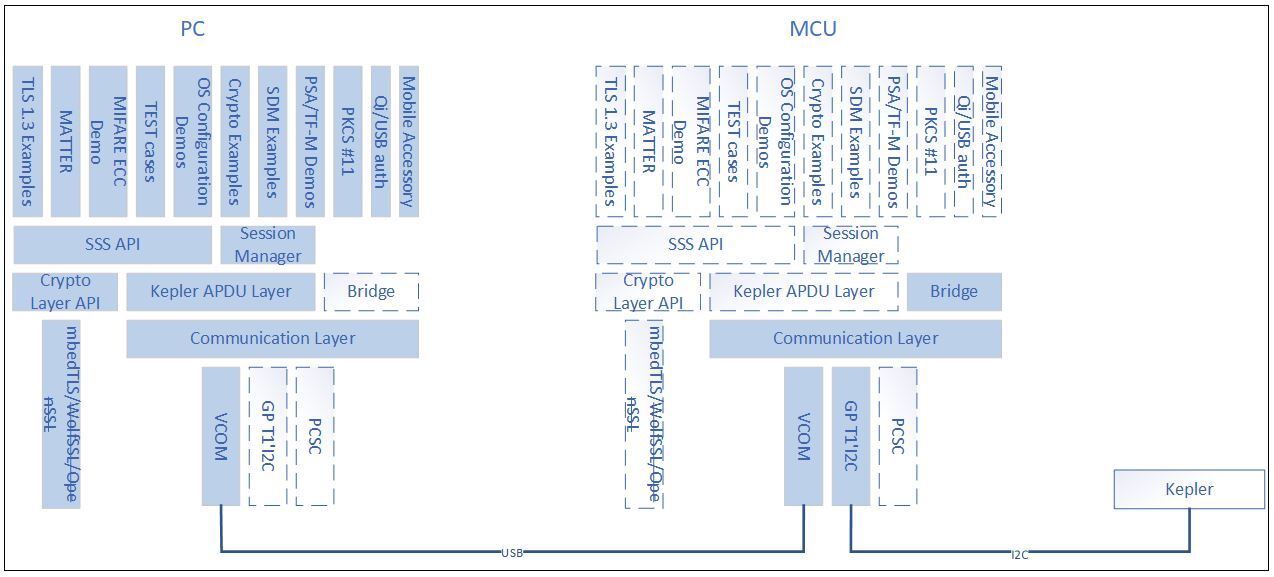 PC
MCU
TLS 1.3 Examples
MATTER
MIFARE ECC
Demo
TEST cases
OS Configuration
Demos
Crypto Examples
SDM Examples
PSA/TF-M Demos
PKCS #11
Qi/USB auth
Mobile Accessory
TLS 1.3 Examples
MATTER
MIFARE ECC
Demo
TEST cases
OS Configuration
Demos
Crypto Examples
SDM Examples
PSA/TF-M Demos
PKCS #11
Qi/USB auth
Mobile Accessory
SSS API
Session
Manager
SSS API
Session
Manager
Crypto
Layer API
Kepler APDU Layer
Bridge
Crypto
Layer API
Kepler APDU Layer
Bridge
mbedTLS/WolfSSL/Ope
nSSL
Communication Layer
mbedTLS/WolfSSL/Ope
nSSL
Communication Layer
VCOM
GP T1'I2C
PCSC
VCOM
GP T1'I2C
PCSC
Kepler
USB
I2C